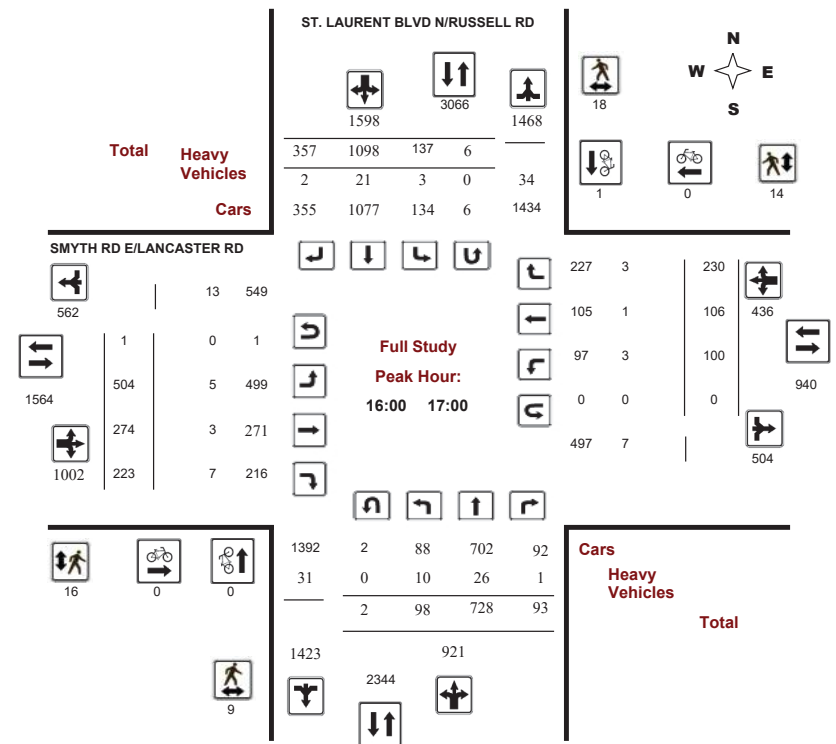 ST. LAURENT BLVD N/RUSSELL RD
N
W E
S
1598 3066 1468 18
Total 357 1098 137 6
Heavy Vehicles 2 21 3 0 34
Cars 355 1077 134 6 1434
1 0 14
SMYTH RD E/LANCASTER RD
562 13 549
227 3 230
436
1564 1 0 1
105 1 106
504 5 499
97 3 100
940
274 3 271
0 0 0
1002 223 7 216
497 7 504
Full Study
Peak Hour:
16:00 17:00
16 0 0
1392 2 88 702 92 Cars
31 0 10 26 1 Heavy Vehicles
2 98 728 93 Total
1423 921
2344
9